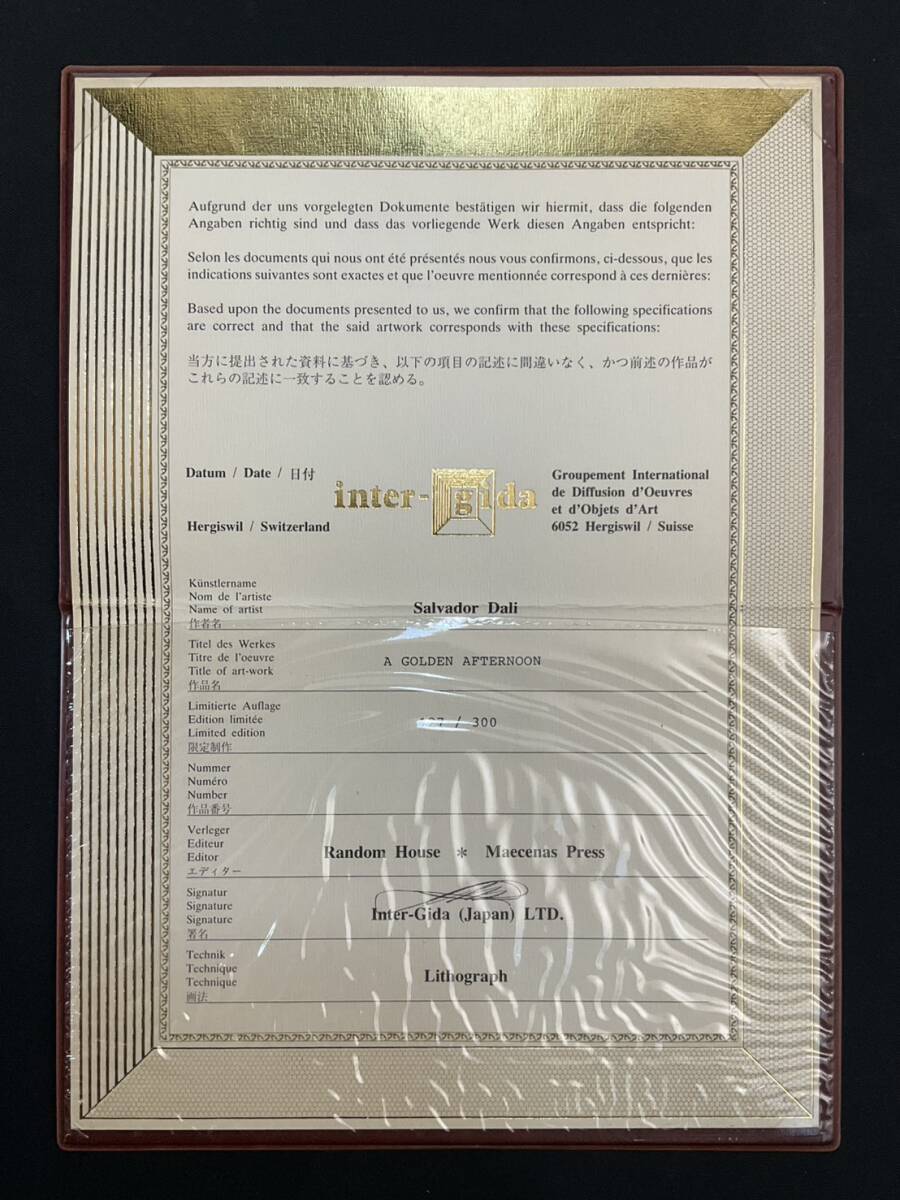 Aufgrund der uns vorgelegten Dokumente bestätigen wir hiermit, dass die folgenden
Angaben richtig sind und dass das vorliegende Werk diesen Angaben entspricht:
Selon les documents qui nous ont été présentés nous vous confirmons, ci-dessous, que les
indications suivantes sont exactes et que l'oeuvre mentionnée correspond à ces dernières:
Based upon the documents presented to us, we confirm that the following specifications
are correct and that the said artwork corresponds with these specifications:
当方に提出された資料に基づき、以下の項目の記述に間違いなく、かつ前述の作品が
これらの記述に一致することを認める。
Datum / Date / 日付
Hergiswil / Switzerland
inter-gida
Groupement International
de Diffusion d'Oeuvres
et d'Objets d'Art
6052 Hergiswil / Suisse
Künstlername
Nom de l'artiste
Name of artist
作者名
Salvador Dali
Titel des Werkes
Titre de l'oeuvre
Title of art-work
作品名
A GOLDEN AFTERNOON
Limitierte Auflage
Edition limitée
Limited edition
限定制作
/ 300
Nummer
Numéro
Number
作品番号
Verleger
Editeur
Editor
エディター
Random House * Maecenas Press
Signatur
Signature
Signature
署名
Inter-Gida (Japan) LTD.
Technik
Technique
Technique
画法
Lithograph